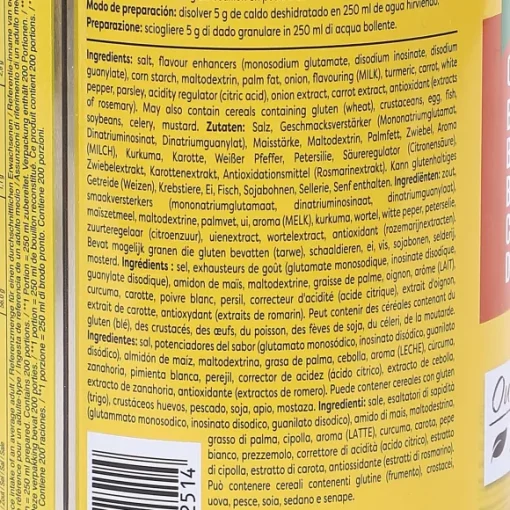 Modo de preparación: disolver 5 g de caldo deshidratado en 250 ml de agua hirviendo.
Preparazione: sciogliere 5 g di dado granulare in 250 ml di acqua bollente.
Ingredients: salt, flavour enhancers (monosodium glutamate, disodium inosinate, disodium
guanylate), corn starch, maltodextrin, palm fat, onion, flavouring (MILK), turmeric, carrot, white
pepper, parsley, acidity regulator (citric acid), onion extract, carrot extract, antioxidant (extracts
of rosemary). May also contain cereals containing gluten (wheat), crustaceans, egg, fish,
soybeans, celery, mustard. Zutaten: Salz, Geschmacksverstärker (Mononatriumglutamat,
Dinatriuminosinat, Dinatriumguanylat), Maisstärke, Maltodextrin, Palmfett, Zwiebel, Aroma
(MILCH), Kurkuma, Karotte, Weißer Pfeffer, Petersilie, Säureregulator (Citronensäure),
Zwiebelextrakt, Karottenextrakt, Antioxidationsmittel (Rosmarinextrakt). Kann glutenhaltiges
Getreide (Weizen), Krebstiere, Ei, Fisch, Sojabohnen, Sellerie, Senf enthalten. Ingrediënten: zout,
smaakversterkers (mononatriumglutamaat, dinatriuminosinaat, dinatriumguanylaat),
maiszetmeel, maltodextrine, palmvet, ui, aroma (MELK), kurkuma, wortel, witte peper, peterselie,
zuurteregelaar (citroenzuur), uienextract, wortelextract, antioxidant (rozemarijnextracten).
Bevat mogelijk granen die gluten bevatten (tarwe), schaaldieren, ei, vis, sojabonen, selderij,
mosterd. Ingrédients : sel, exhausteurs de goût (glutamate monosodique, inosinate disodique,
guanylate disodique), amidon de maïs, maltodextrine, graisse de palme, oignon, arôme (LAIT),
curcuma, carotte, poivre blanc, persil, correcteur d'acidité (acide citrique), extrait d'oignon,
extrait de carotte, antioxydant (extraits de romarin). Peut contenir des céréales contenant du
gluten (blé), des crustacés, des œufs, du poisson, des fèves de soja, du céleri, de la moutarde.
Ingredientes: sal, potenciadores del sabor (glutamato monosódico, inosinato disódico, guanilato
disódico), almidón de maíz, maltodextrina, grasa de palma, cebolla, aroma (LECHE), cúrcuma,
zanahoria, pimienta blanca, perejil, corrector de acidez (ácido cítrico), extracto de cebolla,
extracto de zanahoria, antioxidante (extractos de romero). Puede contener cereales con gluten
(trigo), crustáceos huevos, pescado, soja, apio, mostaza. Ingredienti: sale, esaltatori di sapidità
(glutammato monosodico, inosinato disodico, guanilato disodico), amido di mais, maltodestrina,
grasso di palma, cipolla, aroma (LATTE), curcuma, carota, pepe
bianco, prezzemolo, correttore di acidità (acido citrico), estratto
di cipolla, estratto di carota, antiossidante (estratti di rosmarino).
Può contenere cereali contenenti glutine (frumento), crostacei,
uova, pesce, soia, sedano e senape.
2514